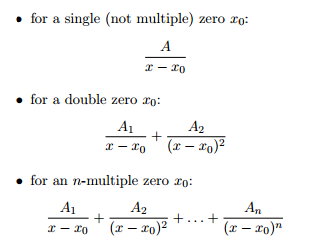 • for a single (not multiple) zero x₀:
A / (x − x₀)
• for a double zero x₀:
A₁ / (x − x₀) + A₂ / (x − x₀)²
• for an n-multiple zero x₀:
A₁ / (x − x₀) + A₂ / (x − x₀)² + . . . + Aₙ / (x − x₀)ⁿ